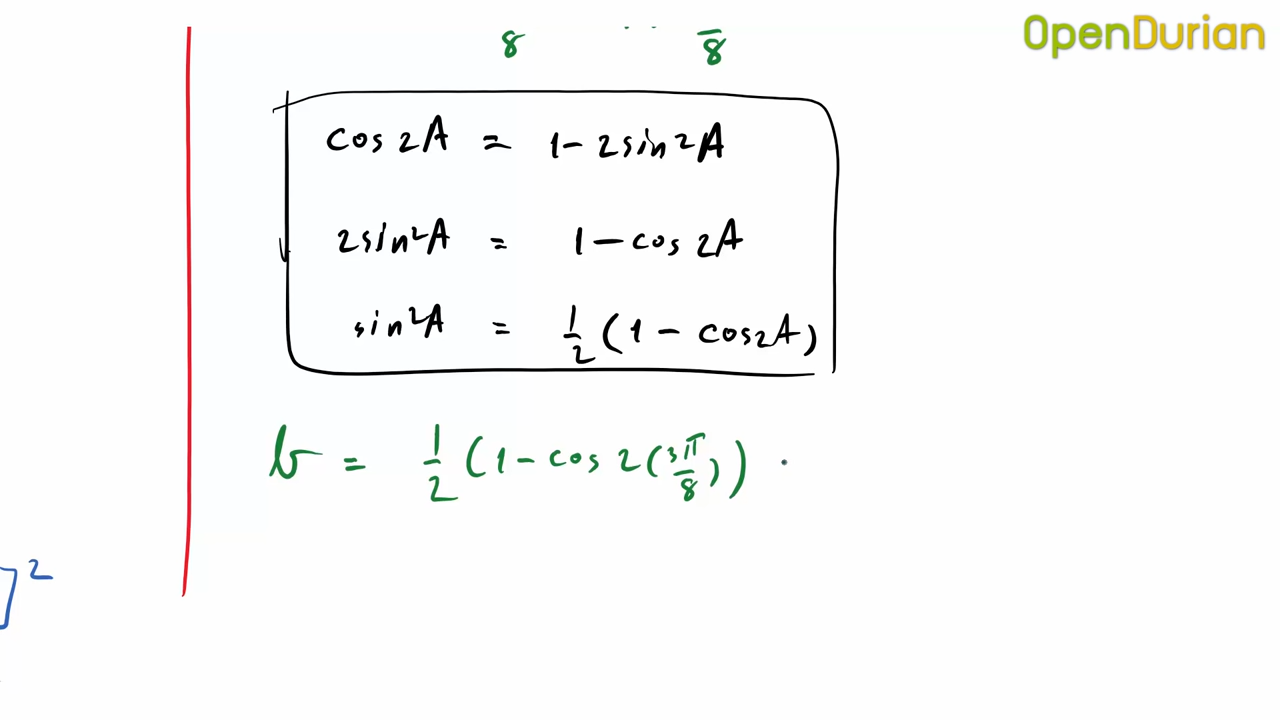 OpenDurian
8 8
cos 2A = 1 - 2sin²A
2sin²A = 1 - cos 2A
sin²A = 1/2 (1 - cos2A)
b = 1/2 (1 - cos 2(3π/8))
]²